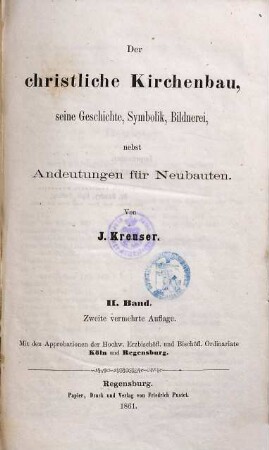 Der
christliche Kirchenbau,
seine Geschichte, Symbolik, Bildnerei,
nebst
Andeutungen für Neubauten.
Von
J. Kreuser.
II. Band.
Zweite vermehrte Auflage.
Mit den Approbationen der Hochw. Erzbischöfl. und Bischöfl. Ordinariate
Köln und Regensburg.
Regensburg.
Papier, Druck und Verlag von Friedrich Pustet.
1861.